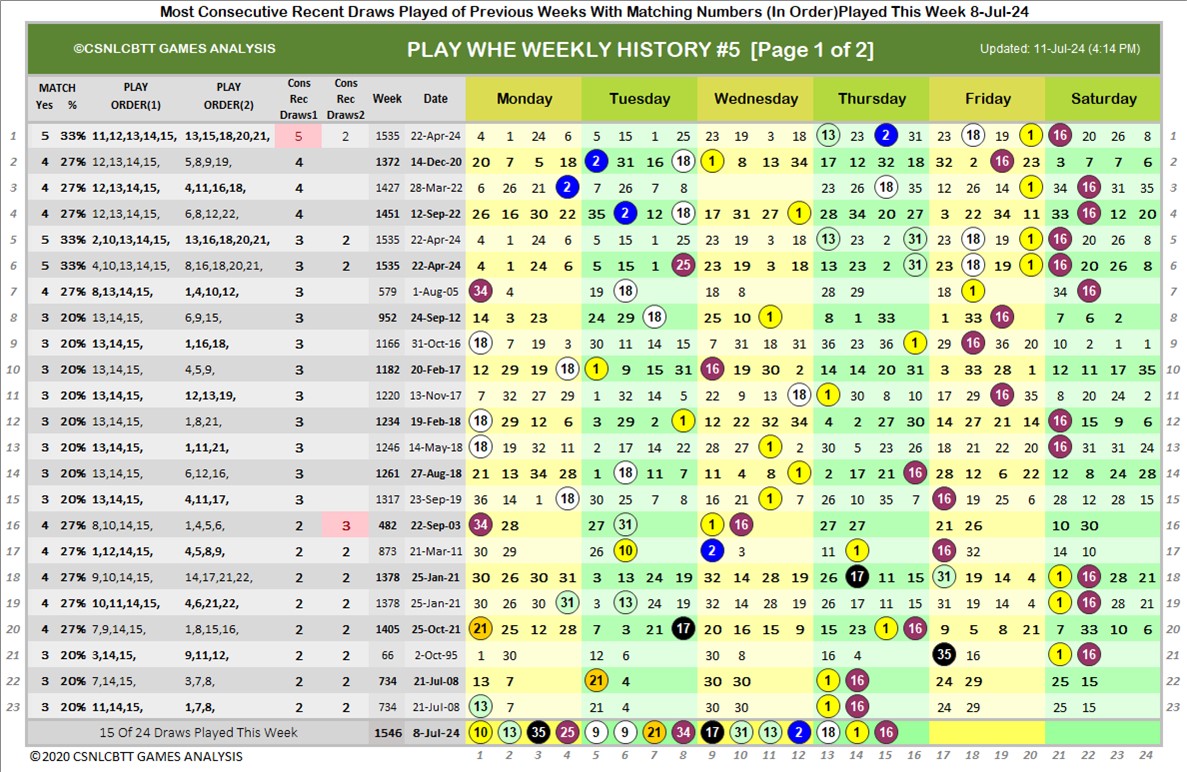 Most Consecutive Recent Draws Played of Previous Weeks With Matching Numbers (In Order)Played This Week 8-Jul-24
©CSNLCBTT GAMES ANALYSIS PLAY WHE WEEKLY HISTORY #5 [Page 1 of 2] Updated: 11-Jul-24 (4:14 PM)
MATCH Yes % PLAY ORDER(1) PLAY ORDER(2) Cons Rec Draws1 Cons Rec Draws2 Week Date Monday Tuesday Wednesday Thursday Friday Saturday
1 5 33% 11,12,13,14,15, 13,15,18,20,21, 5 2 1535 22-Apr-24 4 1 24 6 5 15 1 25 23 19 3 18 13 23 2 31 23 18 19 1 16 20 26 8 1
2 4 27% 12,13,14,15, 5,8,9,19, 4 1372 14-Dec-20 20 7 5 18 2 31 16 18 1 8 13 34 17 12 32 18 32 2 16 23 3 7 7 6 2
3 4 27% 12,13,14,15, 4,11,16,18, 4 1427 28-Mar-22 6 26 21 2 7 26 7 8 23 26 18 35 12 26 14 1 34 16 31 35 3
4 4 27% 12,13,14,15, 6,8,12,22, 4 1451 12-Sep-22 26 16 30 22 35 2 12 18 17 31 27 1 28 34 20 27 3 22 34 11 33 16 12 20 4
5 5 33% 2,10,13,14,15, 13,16,18,20,21, 3 2 1535 22-Apr-24 4 1 24 6 5 15 1 25 23 19 3 18 13 23 2 31 23 18 19 1 16 20 26 8 5
6 5 33% 4,10,13,14,15, 8,16,18,20,21, 3 2 1535 22-Apr-24 4 1 24 6 5 15 1 25 23 19 3 18 13 23 2 31 23 18 19 1 16 20 26 8 6
7 4 27% 8,13,14,15, 1,4,10,12, 3 579 1-Aug-05 34 4 19 18 18 8 28 29 18 1 34 16 7
8 3 20% 13,14,15, 6,9,15, 3 952 24-Sep-12 14 3 23 24 29 18 25 10 1 8 1 33 1 33 16 7 6 2 8
9 3 20% 13,14,15, 1,16,18, 3 1166 31-Oct-16 18 7 19 3 30 11 14 15 7 31 18 31 36 23 36 1 29 16 36 20 10 2 1 1 9
10 3 20% 13,14,15, 4,5,9, 3 1182 20-Feb-17 12 29 19 18 1 9 15 31 16 19 30 2 14 14 20 31 3 33 28 1 12 11 17 35 10
11 3 20% 13,14,15, 12,13,19, 3 1220 13-Nov-17 7 32 27 29 1 32 14 5 22 9 13 18 1 30 8 10 17 29 16 35 8 20 24 2 11
12 3 20% 13,14,15, 1,8,21, 3 1234 19-Feb-18 18 29 12 6 3 29 2 1 12 22 32 34 4 2 27 30 14 27 21 14 16 15 9 6 12
13 3 20% 13,14,15, 1,11,21, 3 1246 14-May-18 18 19 32 11 2 17 14 22 28 27 1 2 30 5 23 26 18 21 22 20 16 31 31 24 13
14 3 20% 13,14,15, 6,12,16, 3 1261 27-Aug-18 21 13 34 28 1 18 11 7 11 4 8 1 2 17 21 16 28 12 6 22 12 8 24 28 14
15 3 20% 13,14,15, 4,11,17, 3 1317 23-Sep-19 36 14 1 18 30 25 7 8 16 21 1 7 26 10 35 7 16 19 25 6 28 12 28 15 15
16 4 27% 8,10,14,15, 1,4,5,6, 2 3 482 22-Sep-03 34 28 27 31 1 16 27 27 21 26 10 30 16
17 4 27% 1,12,14,15, 4,5,8,9, 2 2 873 21-Mar-11 30 29 26 10 2 3 11 1 16 32 14 10 17
18 4 27% 9,10,14,15, 14,17,21,22, 2 2 1378 25-Jan-21 30 26 30 31 3 13 24 19 32 14 28 19 26 17 11 15 31 19 14 4 1 16 28 21 18
19 4 27% 10,11,14,15, 4,6,21,22, 2 2 1378 25-Jan-21 30 26 30 31 3 13 24 19 32 14 28 19 26 17 11 15 31 19 14 4 1 16 28 21 19
20 4 27% 7,9,14,15, 1,8,15,16, 2 2 1405 25-Oct-21 21 25 12 28 7 3 21 17 20 16 15 9 15 23 1 16 9 5 8 21 7 33 10 6 20
21 3 20% 3,14,15, 9,11,12, 2 2 66 2-Oct-95 1 30 12 6 30 8 16 4 35 16 1 16 21
22 3 20% 7,14,15, 3,7,8, 2 2 734 21-Jul-08 13 7 21 4 30 30 1 16 24 29 25 15 22
23 3 20% 11,14,15, 1,7,8, 2 2 734 21-Jul-08 13 7 21 4 30 30 1 16 24 29 25 15 23
15 Of 24 Draws Played This Week 1546 8-Jul-24 10 13 35 25 9 9 21 34 17 31 13 2 18 1 16
©2020 CSNLCBTT GAMES ANALYSIS 1 2 3 4 5 6 7 8 9 10 11 12 13 14 15 16 17 18 19 20 21 22 23 24